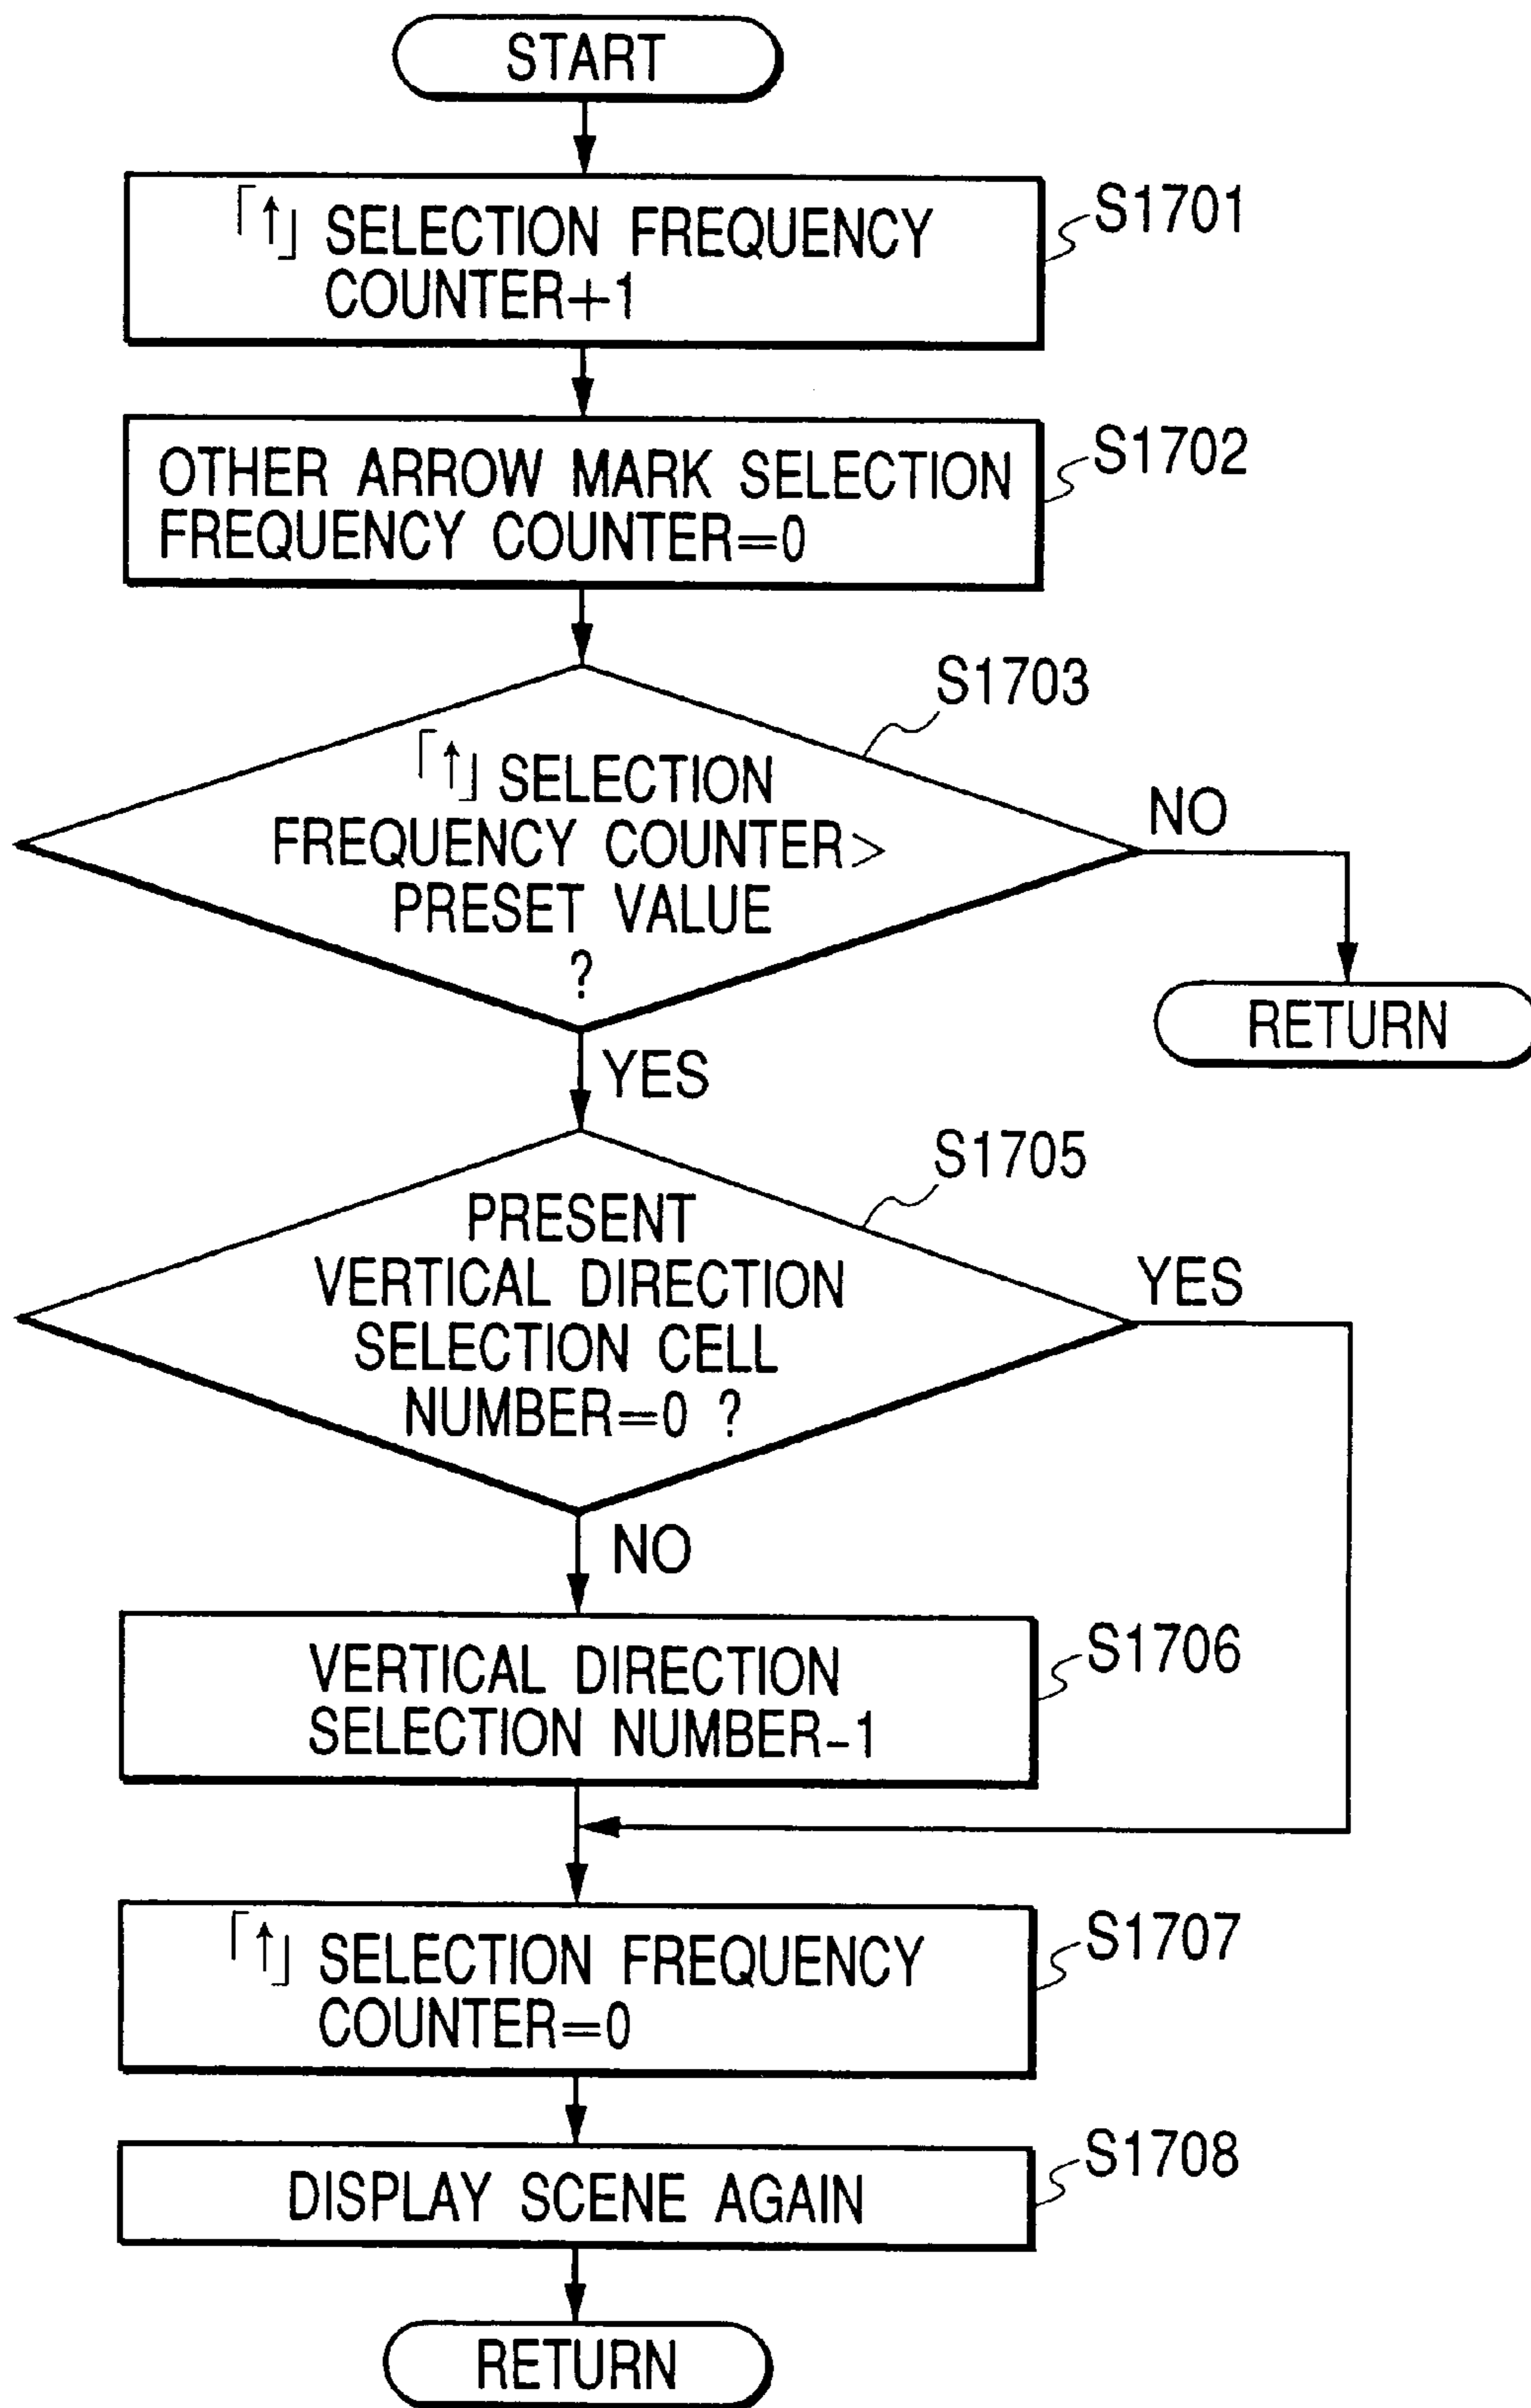 START
「↑」 SELECTION FREQUENCY
COUNTER+1
S1701
OTHER ARROW MARK SELECTION
FREQUENCY COUNTER=0
S1702
S1703
「↑」 SELECTION
FREQUENCY COUNTER>
PRESET VALUE
?
NO
RETURN
YES
S1705
PRESENT
VERTICAL DIRECTION
SELECTION CELL
NUMBER=0 ?
YES
NO
VERTICAL DIRECTION
SELECTION NUMBER-1
S1706
「↑」 SELECTION FREQUENCY
COUNTER=0
S1707
DISPLAY SCENE AGAIN
S1708
RETURN